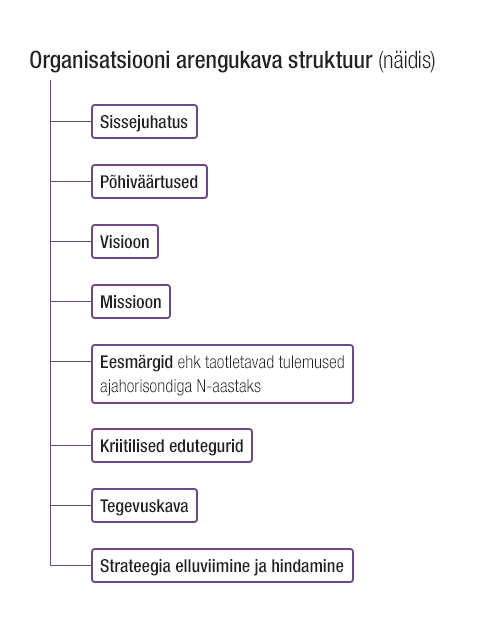 Organisatsiooni arengukava struktuur (näidis)
Sissejuhatus
Põhiväärtused
Visioon
Missioon
Eesmärgid ehk taotletavad tulemused
ajahorisondiga N-aastaks
Kriitilised edutegurid
Tegevuskava
Strateegia elluviimine ja hindamine